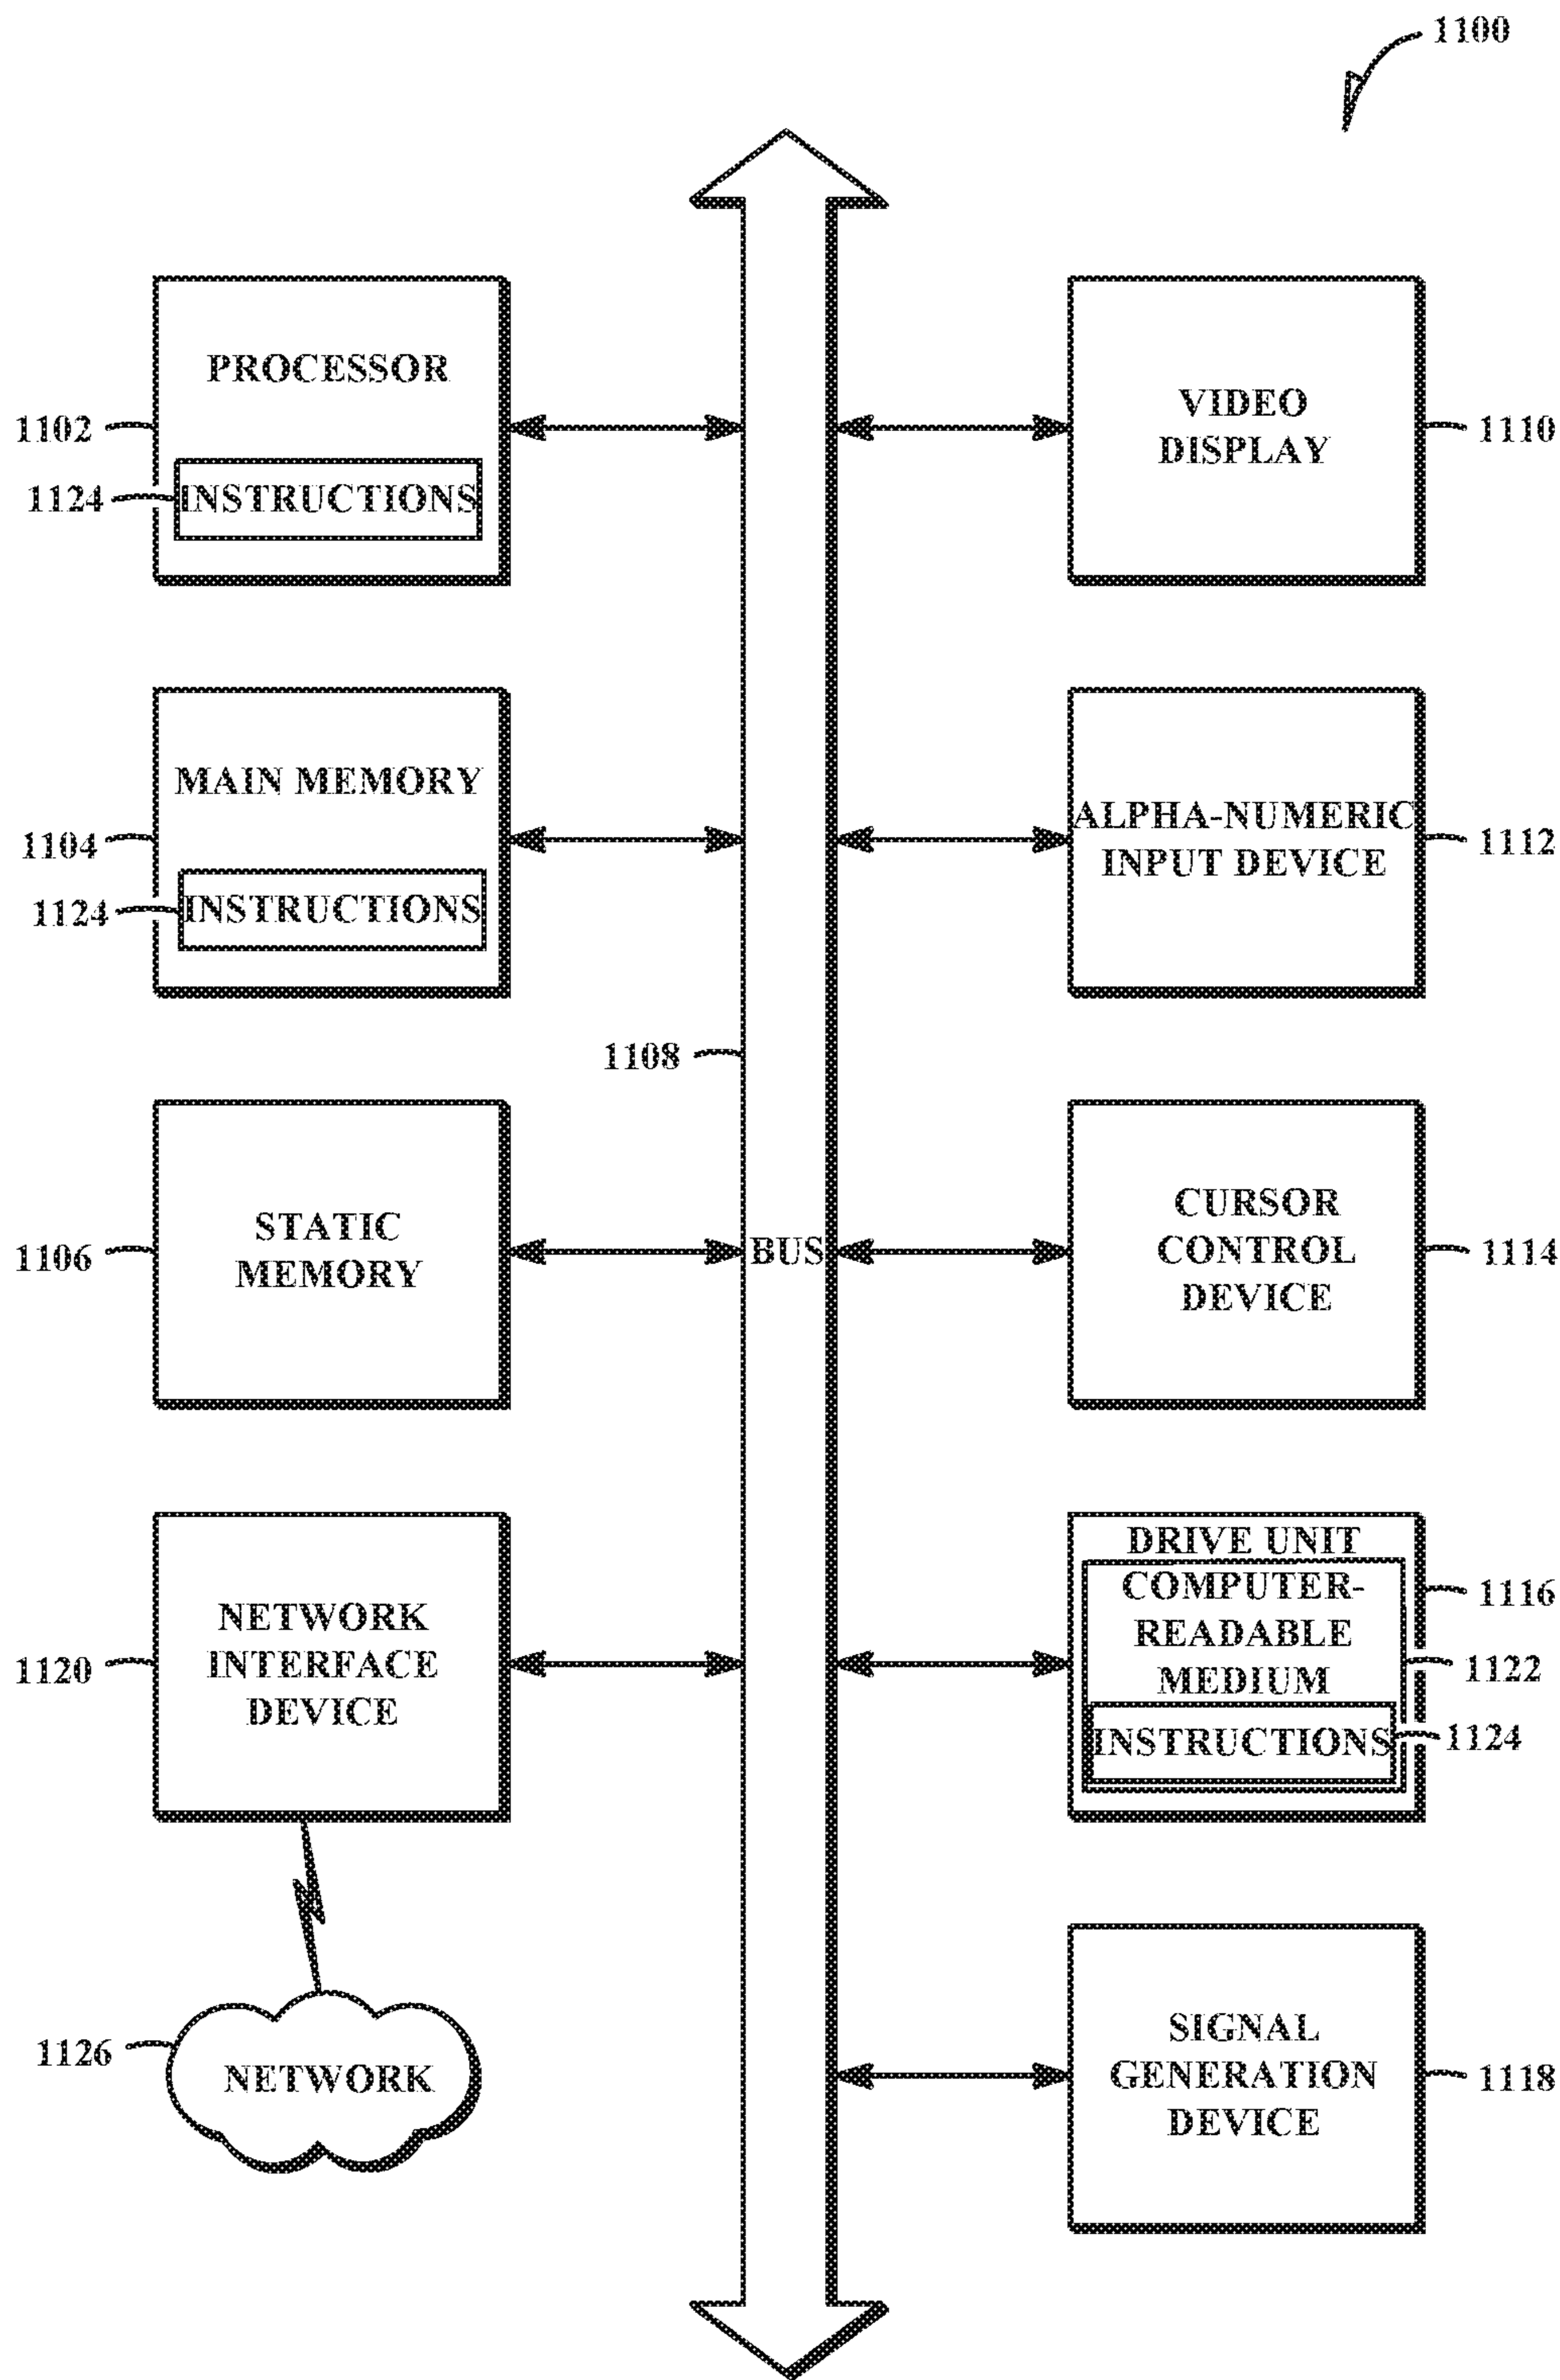 1100
PROCESSOR
1102
1124
INSTRUCTIONS
VIDEO
DISPLAY
1110
MAIN MEMORY
1104
1124
INSTRUCTIONS
ALPHA-NUMERIC
INPUT DEVICE
1112
1108
STATIC
MEMORY
1106
BUS
CURSOR
CONTROL
DEVICE
1114
NETWORK
INTERFACE
DEVICE
1120
DRIVE UNIT
COMPUTER-
READABLE
MEDIUM
INSTRUCTIONS
1116
1122
1124
1126
NETWORK
SIGNAL
GENERATION
DEVICE
1118